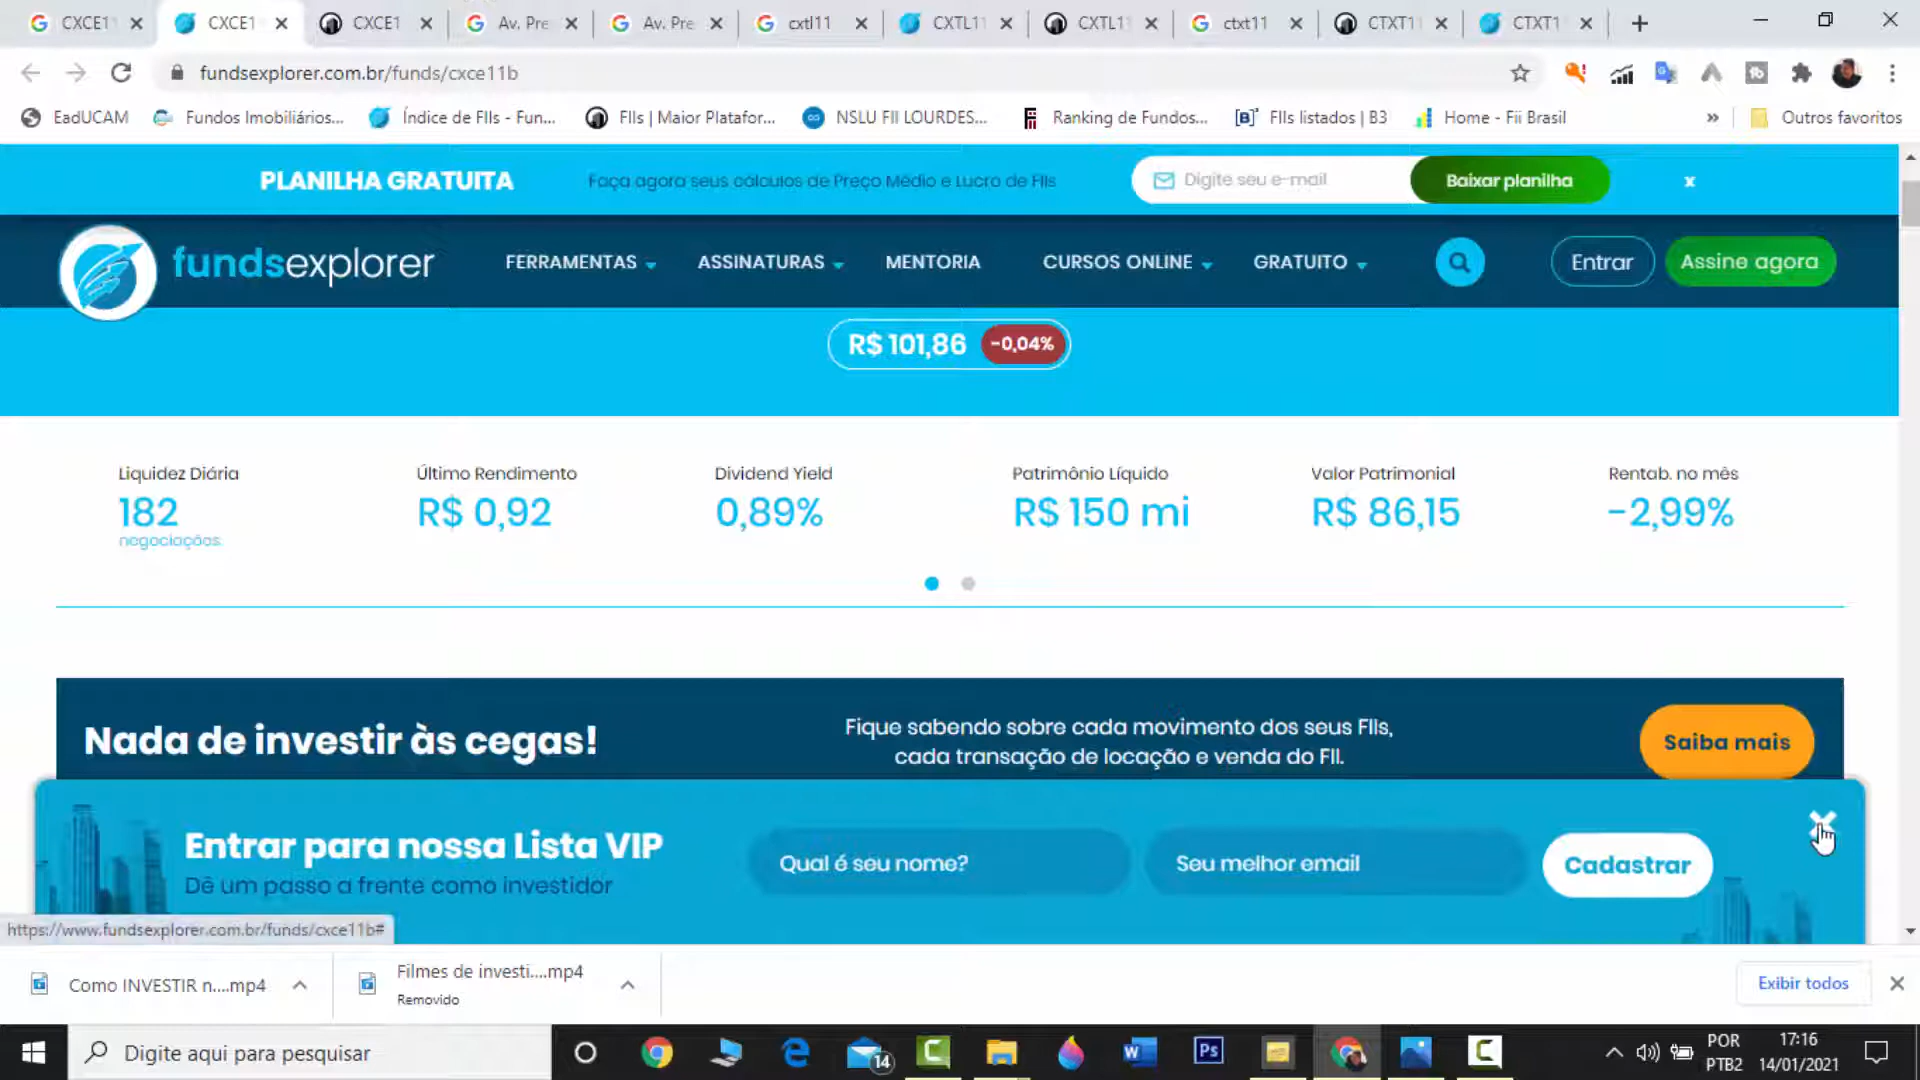 CXCE1
CXCE1
CXCE1
Av. Pre
Av. Pre
cxtl11
CXTL11
CXTL11
ctxt11
CTXT1
CTXT1
fundsexplorer.com.br/funds/cxce11b
EadUCAM
Fundos Imobiliários...
Índice de FIIs - Fun...
FIIs | Maior Platafor...
NSLU FII LOURDES...
Ranking de Fundos...
[B]³ FIIs listados | B3
Home - Fii Brasil
»
Outros favoritos
PLANILHA GRATUITA
Faça agora seus cálculos de Preço Médio e Lucro de FIIs
Digite seu e-mail
Baixar planilha
x
fundsexplorer
FERRAMENTAS
ASSINATURAS
MENTORIA
CURSOS ONLINE
GRATUITO
Entrar
Assine agora
R$ 101,86
-0,04%
Liquidez Diária
182
negociações
Último Rendimento
R$ 0,92
Dividend Yield
0,89%
Patrimônio Líquido
R$ 150 mi
Valor Patrimonial
R$ 86,15
Rentab. no mês
-2,99%
Nada de investir às cegas!
Fique sabendo sobre cada movimento dos seus FIIs,
cada transação de locação e venda do FII.
Saiba mais
Entrar para nossa Lista VIP
Dê um passo a frente como investidor
Qual é seu nome?
Seu melhor email
Cadastrar
https://www.fundsexplorer.com.br/funds/cxce11b#
Como INVESTIR n....mp4
Filmes de investi....mp4
Removido
Exibir todos
Digite aqui para pesquisar
14
Ps
POR
PTB2
17:16
14/01/2021